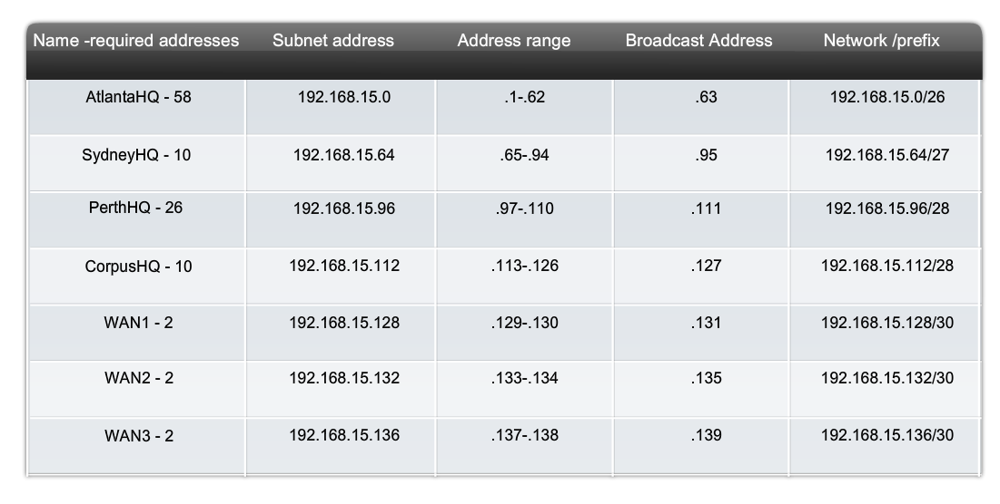 Name -required addresses Subnet address Address range Broadcast Address Network /prefix
AtlantaHQ - 58 192.168.15.0 .1-.62 .63 192.168.15.0/26
SydneyHQ - 10 192.168.15.64 .65-.94 .95 192.168.15.64/27
PerthHQ - 26 192.168.15.96 .97-.110 .111 192.168.15.96/28
CorpusHQ - 10 192.168.15.112 .113-.126 .127 192.168.15.112/28
WAN1 - 2 192.168.15.128 .129-.130 .131 192.168.15.128/30
WAN2 - 2 192.168.15.132 .133-.134 .135 192.168.15.132/30
WAN3 - 2 192.168.15.136 .137-.138 .139 192.168.15.136/30